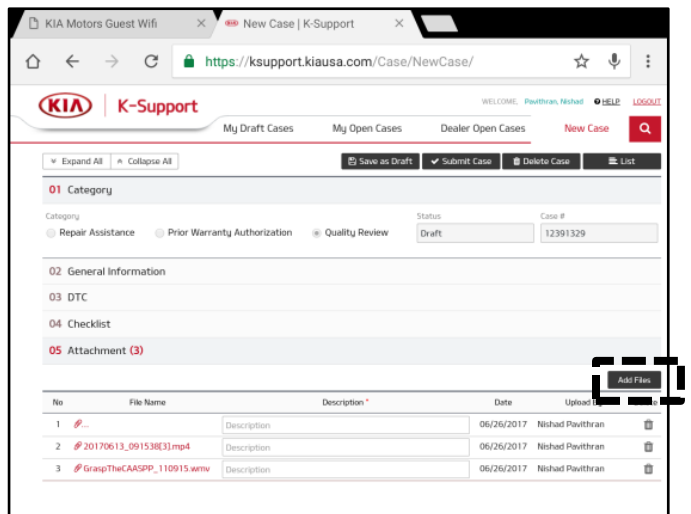 KIA Motors Guest Wifi
New Case | K-Support
https://ksupport.kiausa.com/Case/NewCase/
KIA K-Support
WELCOME, Pavithran, Nishad HELP LOGOUT
My Draft Cases My Open Cases Dealer Open Cases New Case
Expand All Collapse All Save as Draft Submit Case Delete Case List
01 Category
Category Status Case #
Repair Assistance Prior Warranty Authorization Quality Review Draft 12391329
02 General Information
03 DTC
04 Checklist
05 Attachment (3)
Add Files
No File Name Description * Date Upload
1 ... Description 06/26/2017 Nishad Pavithran
2 20170613_091538[3].mp4 Description 06/26/2017 Nishad Pavithran
3 GraspTheCAASPP_110915.wmv Description 06/26/2017 Nishad Pavithran